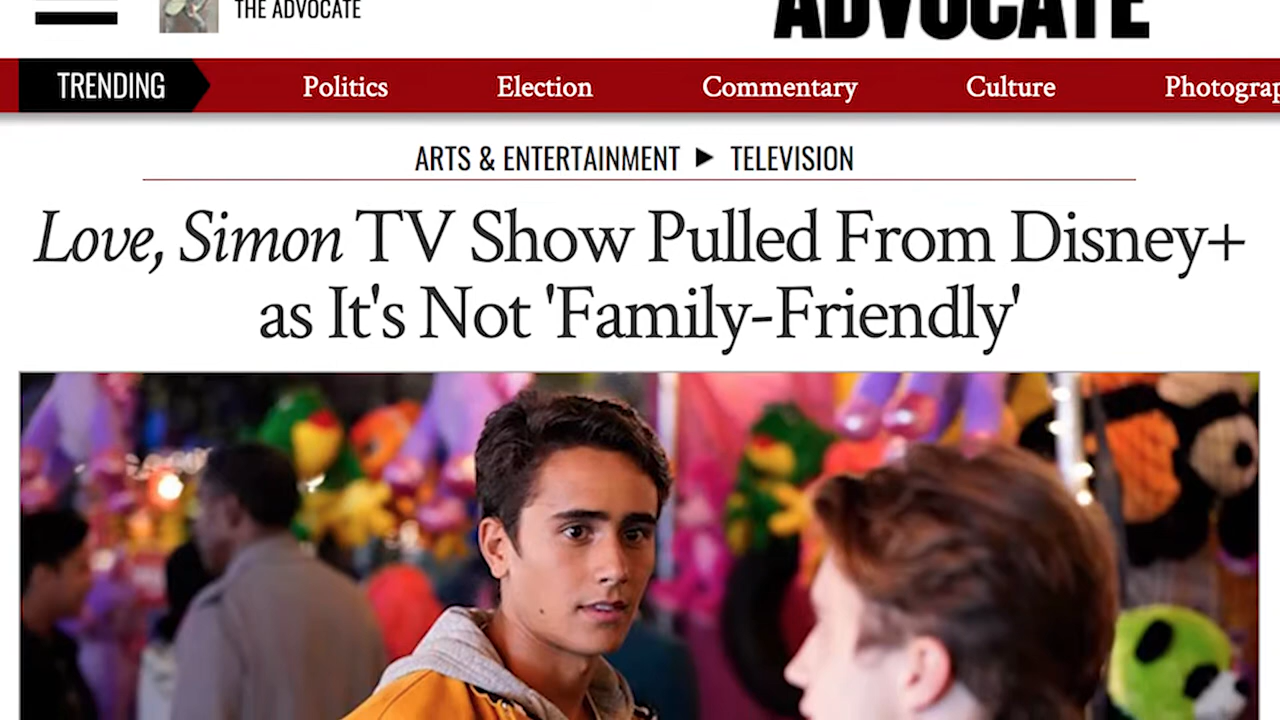 THE ADVOCATE
ADVOCATE
TRENDING
Politics
Election
Commentary
Culture
Photograp
ARTS & ENTERTAINMENT ▶ TELEVISION
Love, Simon TV Show Pulled From Disney+
as It's Not 'Family-Friendly'